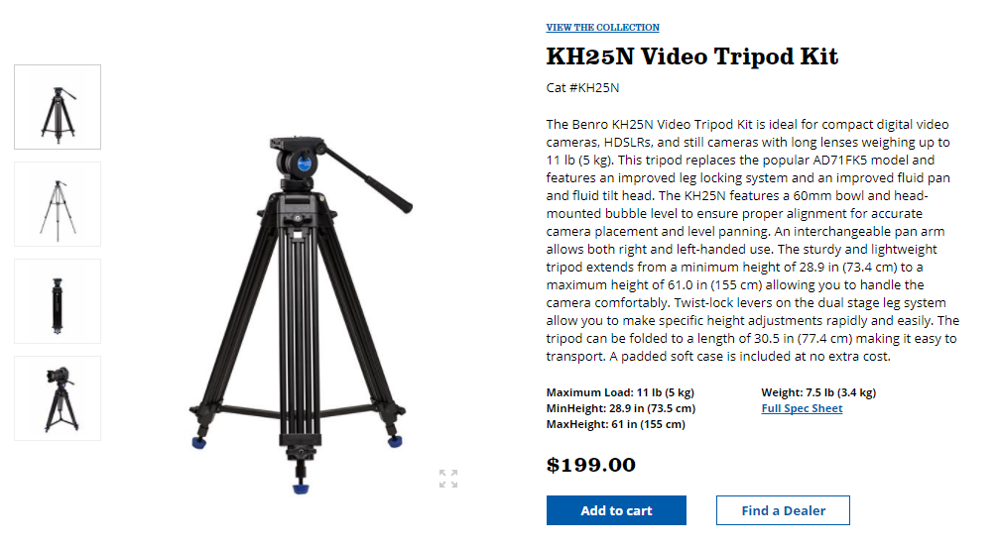 VIEW THE COLLECTION
KH25N Video Tripod Kit
Cat #KH25N
The Benro KH25N Video Tripod Kit is ideal for compact digital video
cameras, HDSLRs, and still cameras with long lenses weighing up to
11 lb (5 kg). This tripod replaces the popular AD71FK5 model and
features an improved leg locking system and an improved fluid pan
and fluid tilt head. The KH25N features a 60mm bowl and head-
mounted bubble level to ensure proper alignment for accurate
camera placement and level panning. An interchangeable pan arm
allows both right and left-handed use. The sturdy and lightweight
tripod extends from a minimum height of 28.9 in (73.4 cm) to a
maximum height of 61.0 in (155 cm) allowing you to handle the
camera comfortably. Twist-lock levers on the dual stage leg system
allow you to make specific height adjustments rapidly and easily. The
tripod can be folded to a length of 30.5 in (77.4 cm) making it easy to
transport. A padded soft case is included at no extra cost.
Maximum Load: 11 lb (5 kg)
MinHeight: 28.9 in (73.5 cm)
MaxHeight: 61 in (155 cm)
Weight: 7.5 lb (3.4 kg)
Full Spec Sheet
$199.00
Add to cart
Find a Dealer